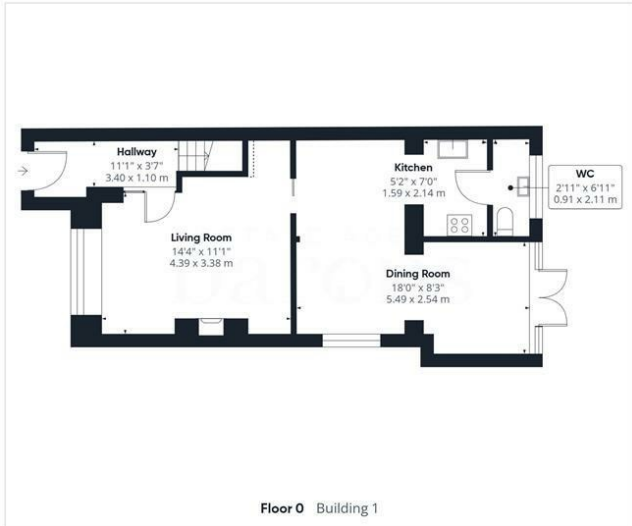 Hallway
11'1" x 3'7"
3.40 x 1.10 m
Living Room
14'4" x 11'1"
4.39 x 3.38 m
Kitchen
5'2" x 7'0"
1.59 x 2.14 m
WC
2'11" x 6'11"
0.91 x 2.11 m
Dining Room
18'0" x 8'3"
5.49 x 2.54 m
Floor 0 Building 1